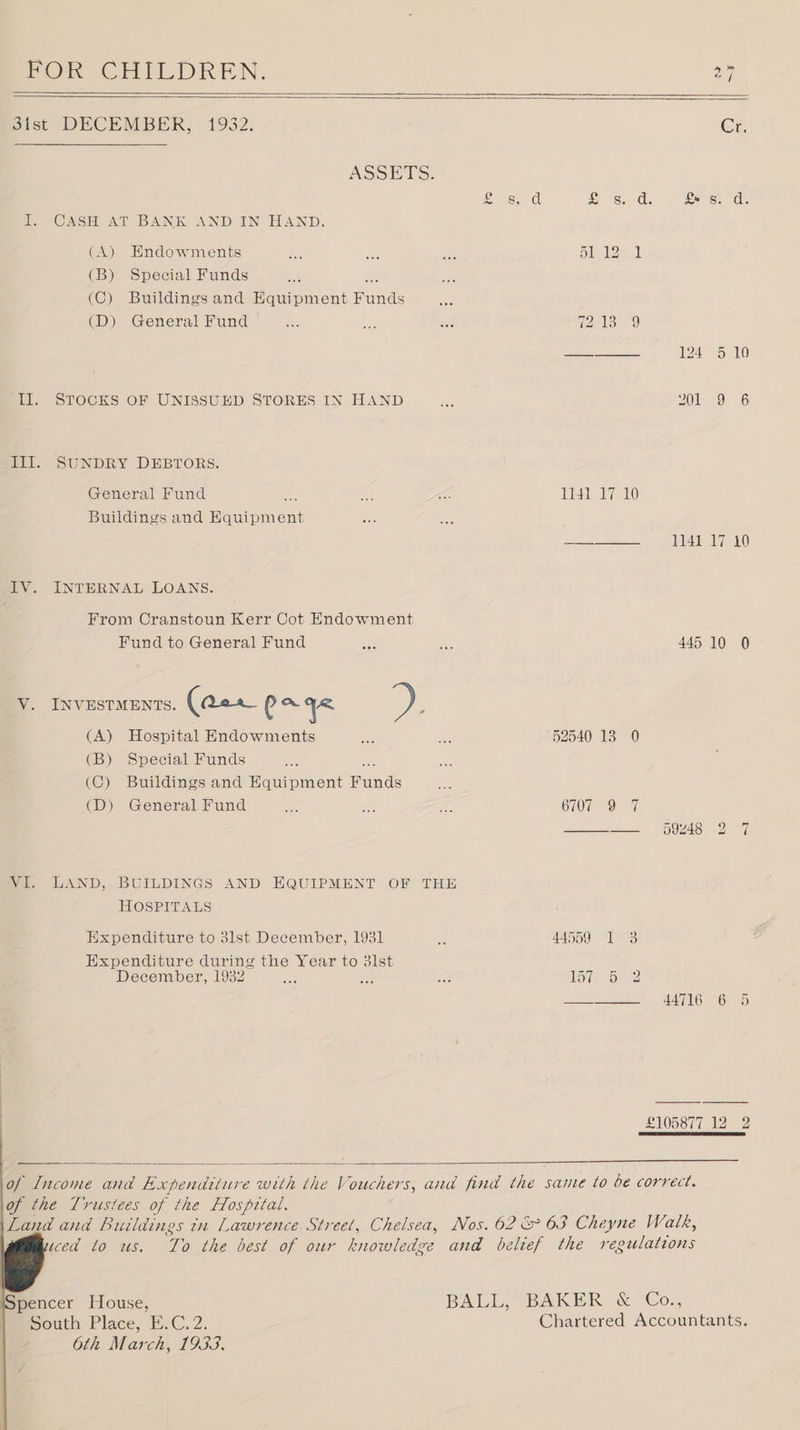 FOR CHILDREN. 27
31st DECEMBER, 1932. Cr.
ASSETS.
£ s. d £ s. d. £ s. d.
I. CASH AT BANK AND IN HAND.
(A) Endowments ... ... ... 51 12 1
(B) Special Funds ... ... ...
(C) Buildings and Equipment Funds ...
(D) General Fund ... ... ... 72 13 9
124 5 10
II. STOCKS OF UNISSUED STORES IN HAND ... 201 9 6
III. SUNDRY DEBTORS.
General Fund ... ... ... 1141 17 10
Buildings and Equipment ... ...
1141 17 10
IV. INTERNAL LOANS.
From Cranstoun Kerr Cot Endowment
Fund to General Fund ... ... 445 10 0
V. INVESTMENTS. (See page ).
(A) Hospital Endowments ... ... 52540 13 0
(B) Special Funds ... ... ...
(C) Buildings and Equipment Funds ...
(D) General Fund ... ... ... 6707 9 7
59248 2 7
VI. LAND, BUILDINGS AND EQUIPMENT OF THE
HOSPITALS
Expenditure to 31st December, 1931 .. 44559 1 3
Expenditure during the Year to 31st
December, 1932 ... ... ... 157 5 2
44716 6 5
£105877 12 2
of Income and Expenditure with the Vouchers, and find the same to be correct.
of the Trustees of the Hospital.
Land and Buildings in Lawrence Street, Chelsea, Nos. 62 & 63 Cheyne Walk,
uced to us. To the best of our knowledge and belief the regulations
Spencer House, BALL, BAKER & Co.,
South Place, E.C.2. Chartered Accountants.
6th March, 1933.